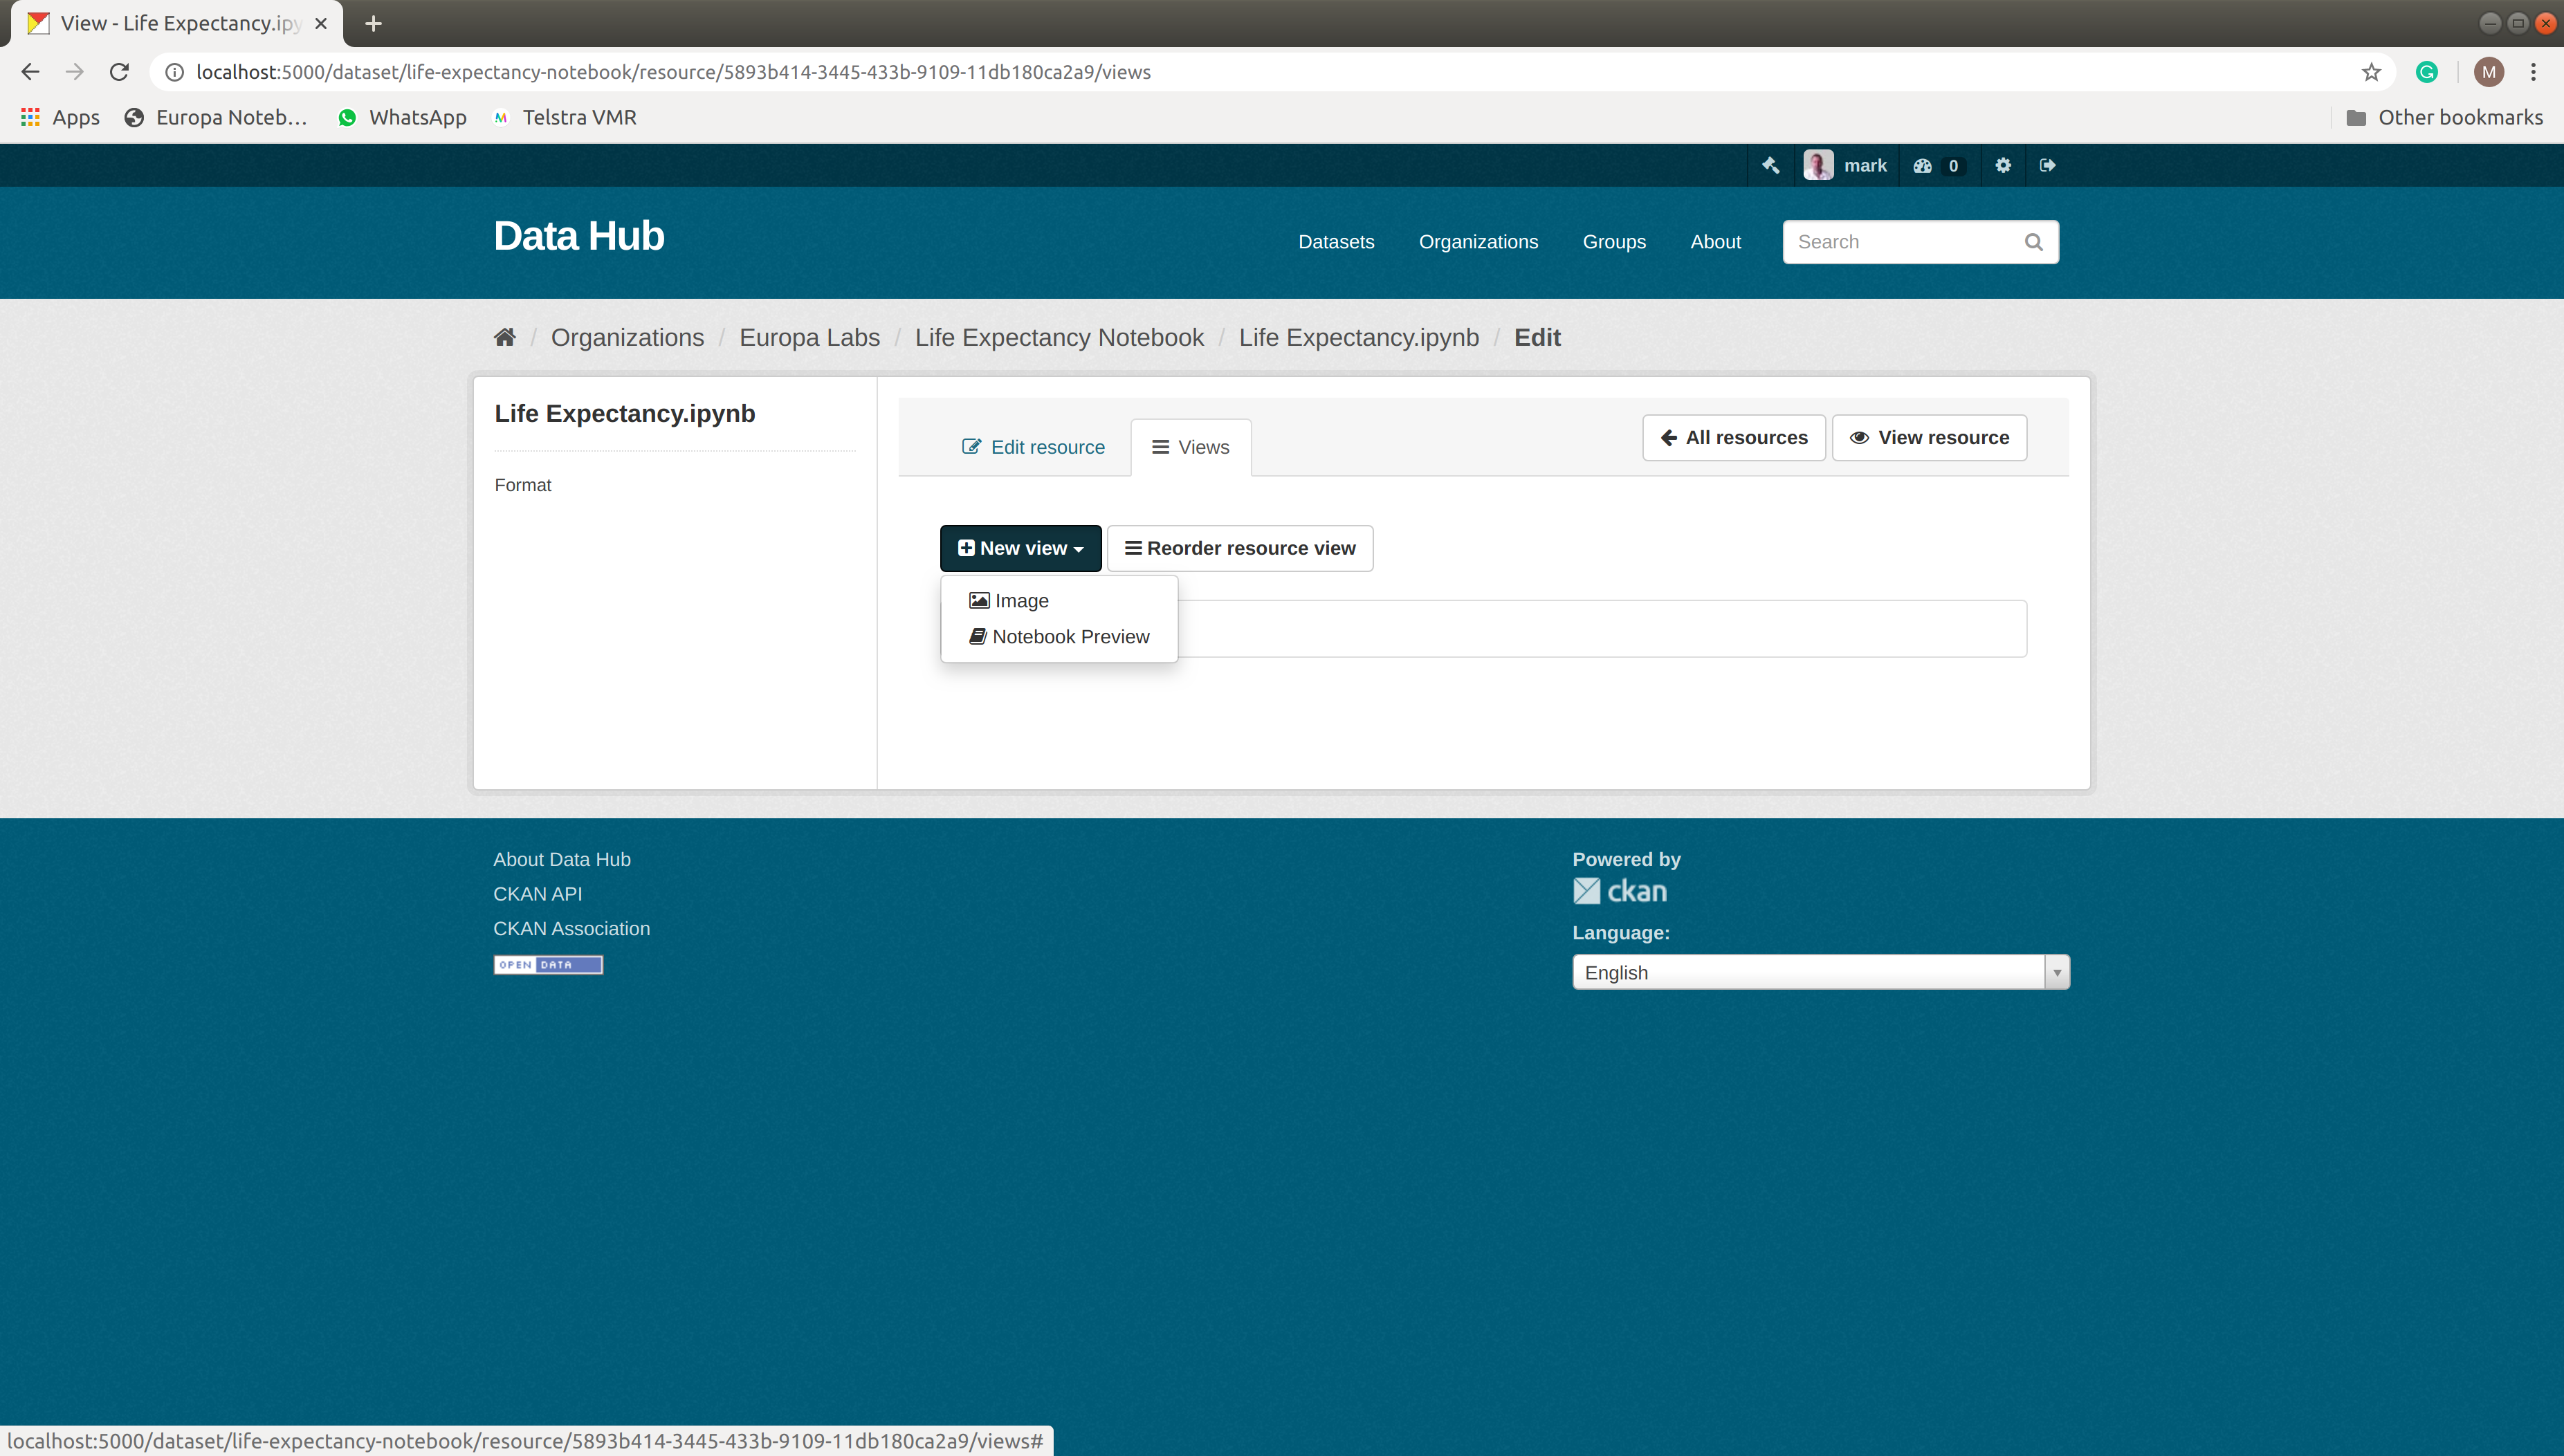 View - Life Expectancy.ipy
localhost:5000/dataset/life-expectancy-notebook/resource/5893b414-3445-433b-9109-11db180ca2a9/views
M
Apps
Europa Noteb...
WhatsApp
Telstra VMR
Other bookmarks
mark
0
Data Hub
Datasets
Organizations
Groups
About
Search
/ Organizations / Europa Labs / Life Expectancy Notebook / Life Expectancy.ipynb / Edit
Life Expectancy.ipynb
Format
Edit resource
Views
All resources
View resource
New view
Reorder resource view
Image
Notebook Preview
About Data Hub
CKAN API
CKAN Association
OPEN DATA
Powered by
ckan
Language:
English
localhost:5000/dataset/life-expectancy-notebook/resource/5893b414-3445-433b-9109-11db180ca2a9/views#